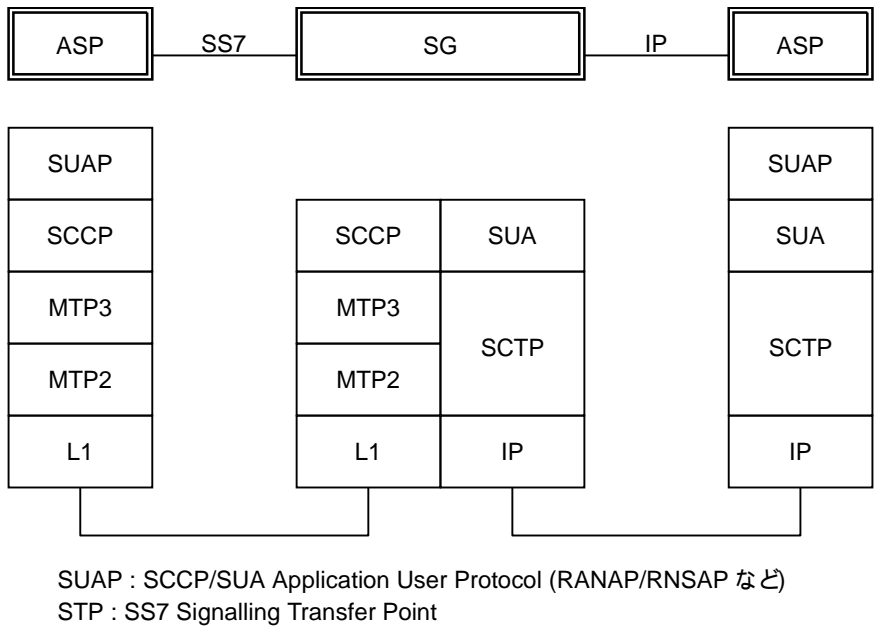 ASP SS7 SG IP ASP
SUAP SUAP
SCCP SCCP SUA SUA
MTP3 MTP3
SCTP SCTP
MTP2 MTP2
L1 L1 IP IP
SUAP : SCCP/SUA Application User Protocol (RANAP/RNSAP など)
STP : SS7 Signalling Transfer Point